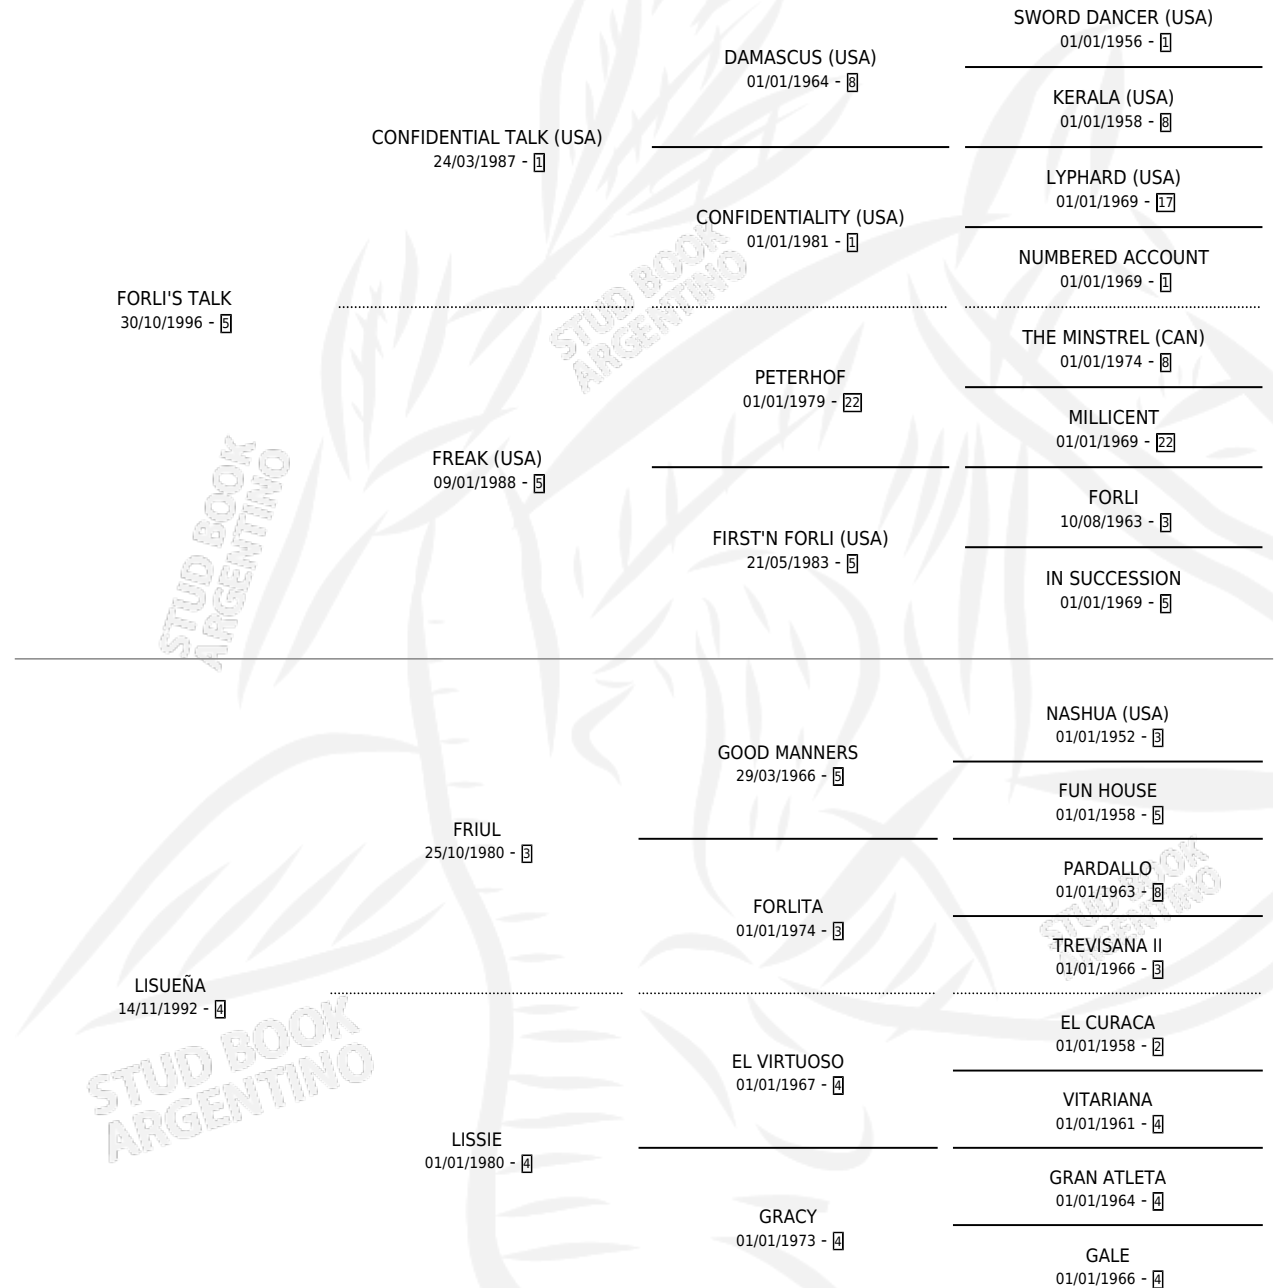 SWORD DANCER (USA)
01/01/1956 - 1
DAMASCUS (USA)
01/01/1964 - 8
KERALA (USA)
01/01/1958 - 8
CONFIDENTIAL TALK (USA)
24/03/1987 - 1
LYPHARD (USA)
01/01/1969 - 17
CONFIDENTIALITY (USA)
01/01/1981 - 1
NUMBERED ACCOUNT
01/01/1969 - 1
FORLI'S TALK
30/10/1996 - 5
THE MINSTREL (CAN)
01/01/1974 - 8
PETERHOF
01/01/1979 - 22
MILLICENT
01/01/1969 - 22
FREAK (USA)
09/01/1988 - 5
FORLI
10/08/1963 - 3
FIRST'N FORLI (USA)
21/05/1983 - 5
IN SUCCESSION
01/01/1969 - 5
STUD BOOK
ARGENTINO
STUD BOOK
ARGENTINO
NASHUA (USA)
01/01/1952 - 3
GOOD MANNERS
29/03/1966 - 5
FUN HOUSE
01/01/1958 - 5
FRIUL
25/10/1980 - 3
PARDALLO
01/01/1963 - 8
FORLITA
01/01/1974 - 3
TREVISANA II
01/01/1966 - 3
LISUEÑA
14/11/1992 - 4
EL CURACA
01/01/1958 - 2
EL VIRTUOSO
01/01/1967 - 4
VITARIANA
01/01/1961 - 4
LISSIE
01/01/1980 - 4
GRAN ATLETA
01/01/1964 - 4
GRACY
01/01/1973 - 4
GALE
01/01/1966 - 4
STUD BOOK
ARGENTINO
STUD BOOK
ARGENTINO